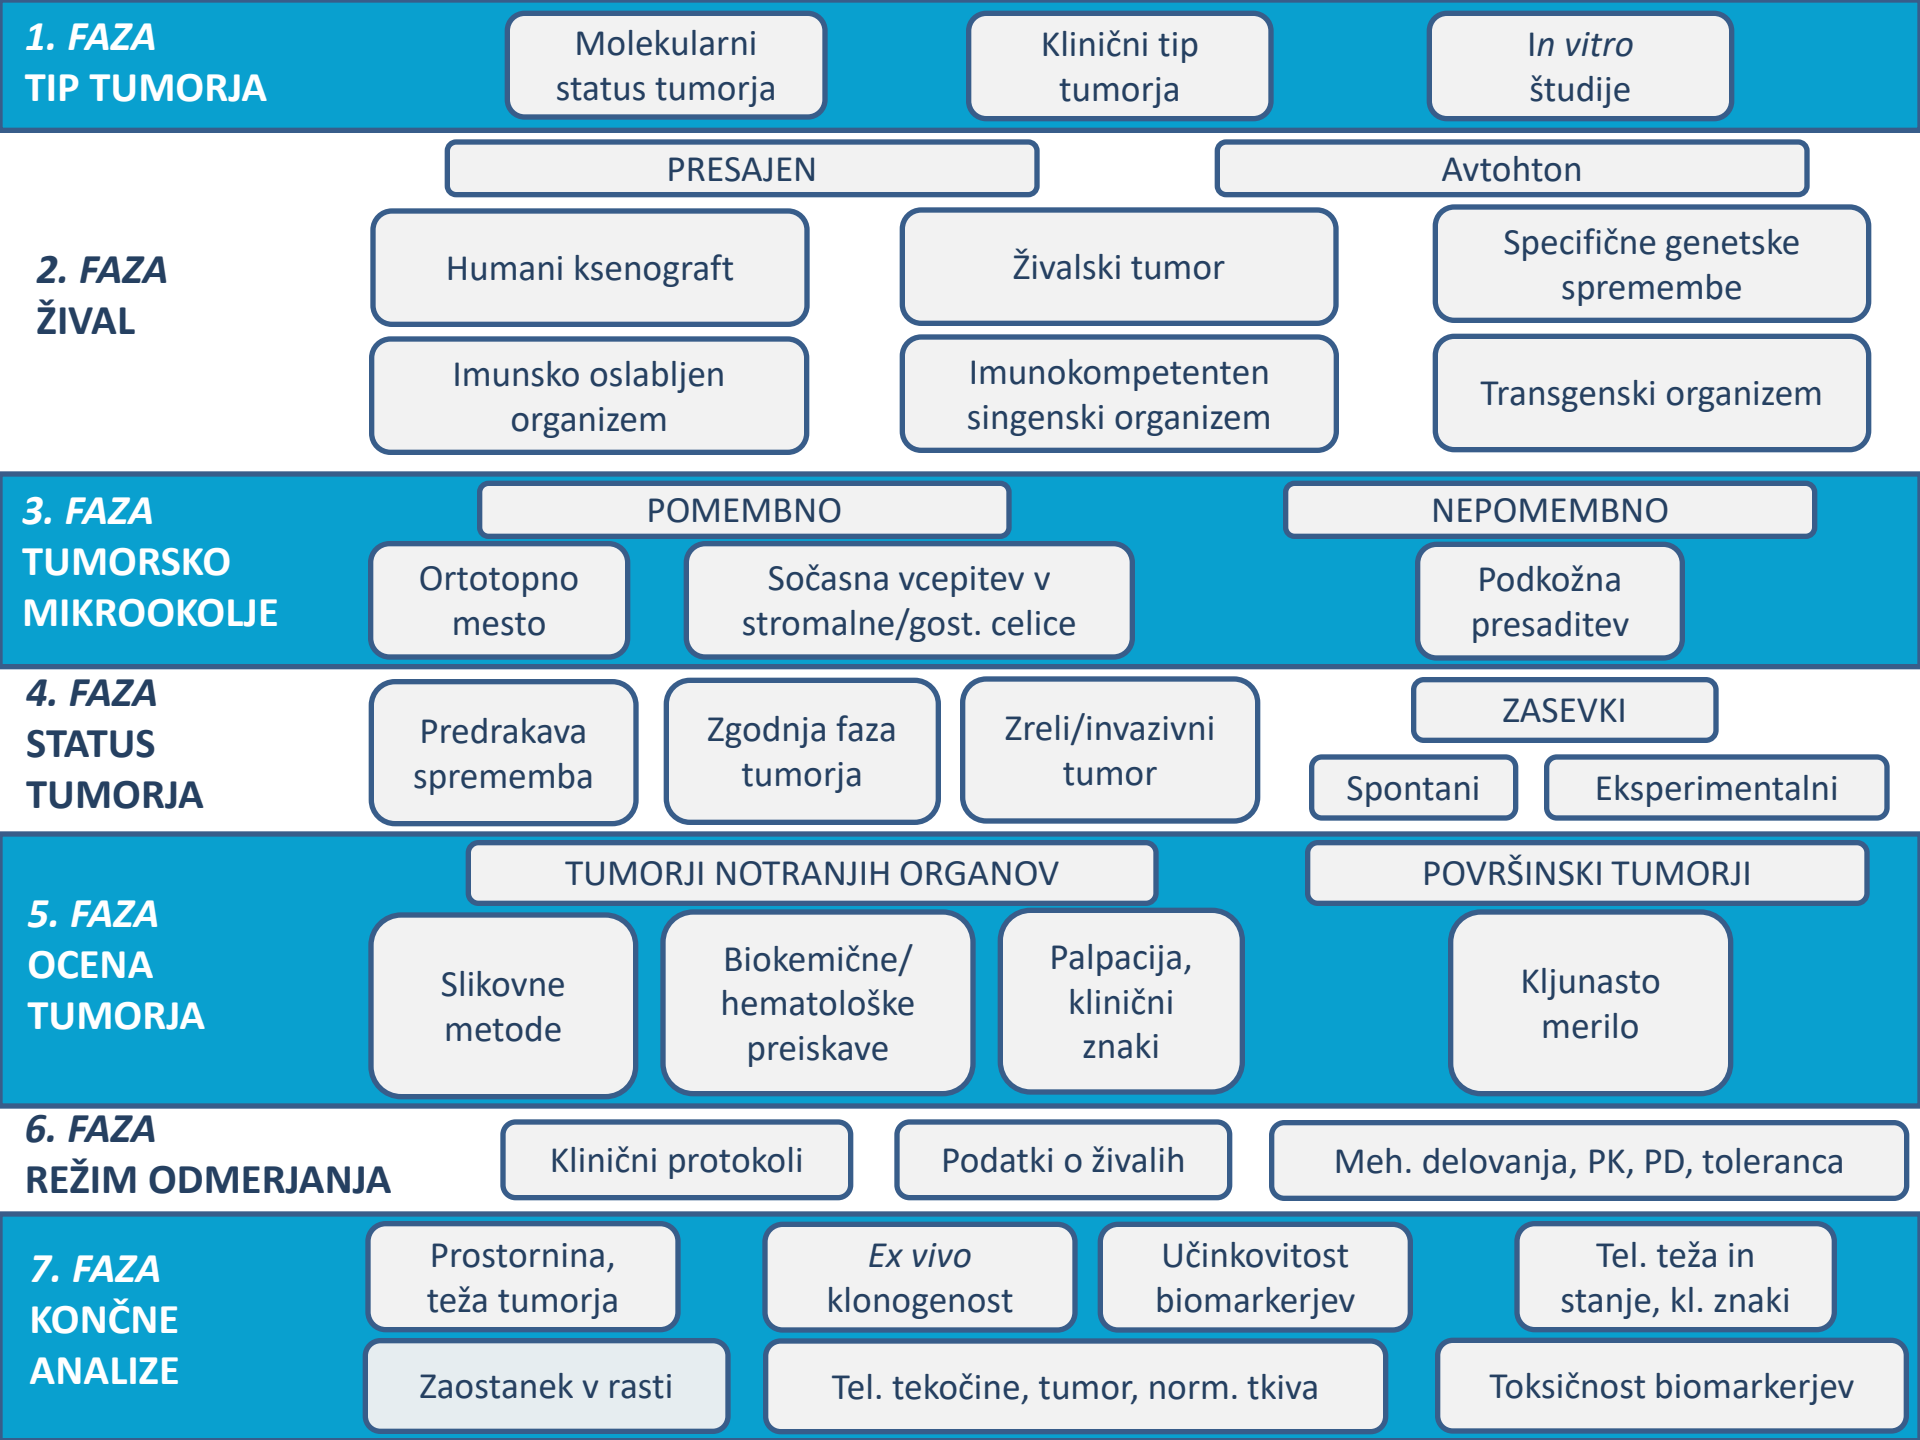 1. FAZA
TIP TUMORJA
Molekularni
status tumorja
Klinični tip
tumorja
In vitro
študije
2. FAZA
ŽIVAL
PRESAJEN
Avtohton
Humani ksenograft
Živalski tumor
Specifične genetske
spremembe
Imunsko oslabljen
organizem
Imunokompetenten
singenski organizem
Transgenski organizem
3. FAZA
TUMORSKO
MIKROOKOLJE
POMEMBNO
NEPOMEMBNO
Ortotopno
mesto
Sočasna vcepitev v
stromalne/gost. celice
Podkožna
presaditev
4. FAZA
STATUS
TUMORJA
Predrakava
sprememba
Zgodnja faza
tumorja
Zreli/invazivni
tumor
ZASEVKI
Spontani
Eksperimentalni
5. FAZA
OCENA
TUMORJA
TUMORJI NOTRANJIH ORGANOV
POVRŠINSKI TUMORJI
Slikovne
metode
Biokemične/
hematološke
preiskave
Palpacija,
klinični
znaki
Kljunasto
merilo
6. FAZA
REŽIM ODMERJANJA
Klinični protokoli
Podatki o živalih
Meh. delovanja, PK, PD, toleranca
7. FAZA
KONČNE
ANALIZE
Prostornina,
teža tumorja
Ex vivo
klonogenost
Učinkovitost
biomarkerjev
Tel. teža in
stanje, kl. znaki
Zaostanek v rasti
Tel. tekočine, tumor, norm. tkiva
Toksičnost biomarkerjev